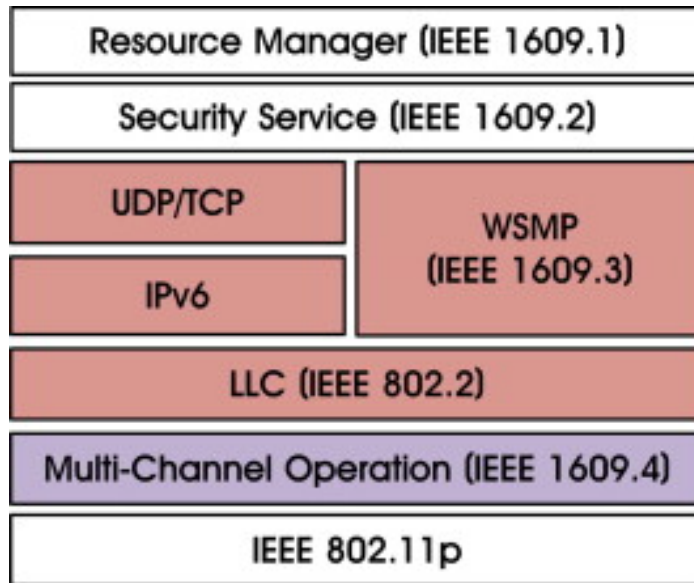 Resource Manager (IEEE 1609.1)
Security Service (IEEE 1609.2)
UDP/TCP
IPv6
WSMP
(IEEE 1609.3)
LLC (IEEE 802.2)
Multi-Channel Operation (IEEE 1609.4)
IEEE 802.11p